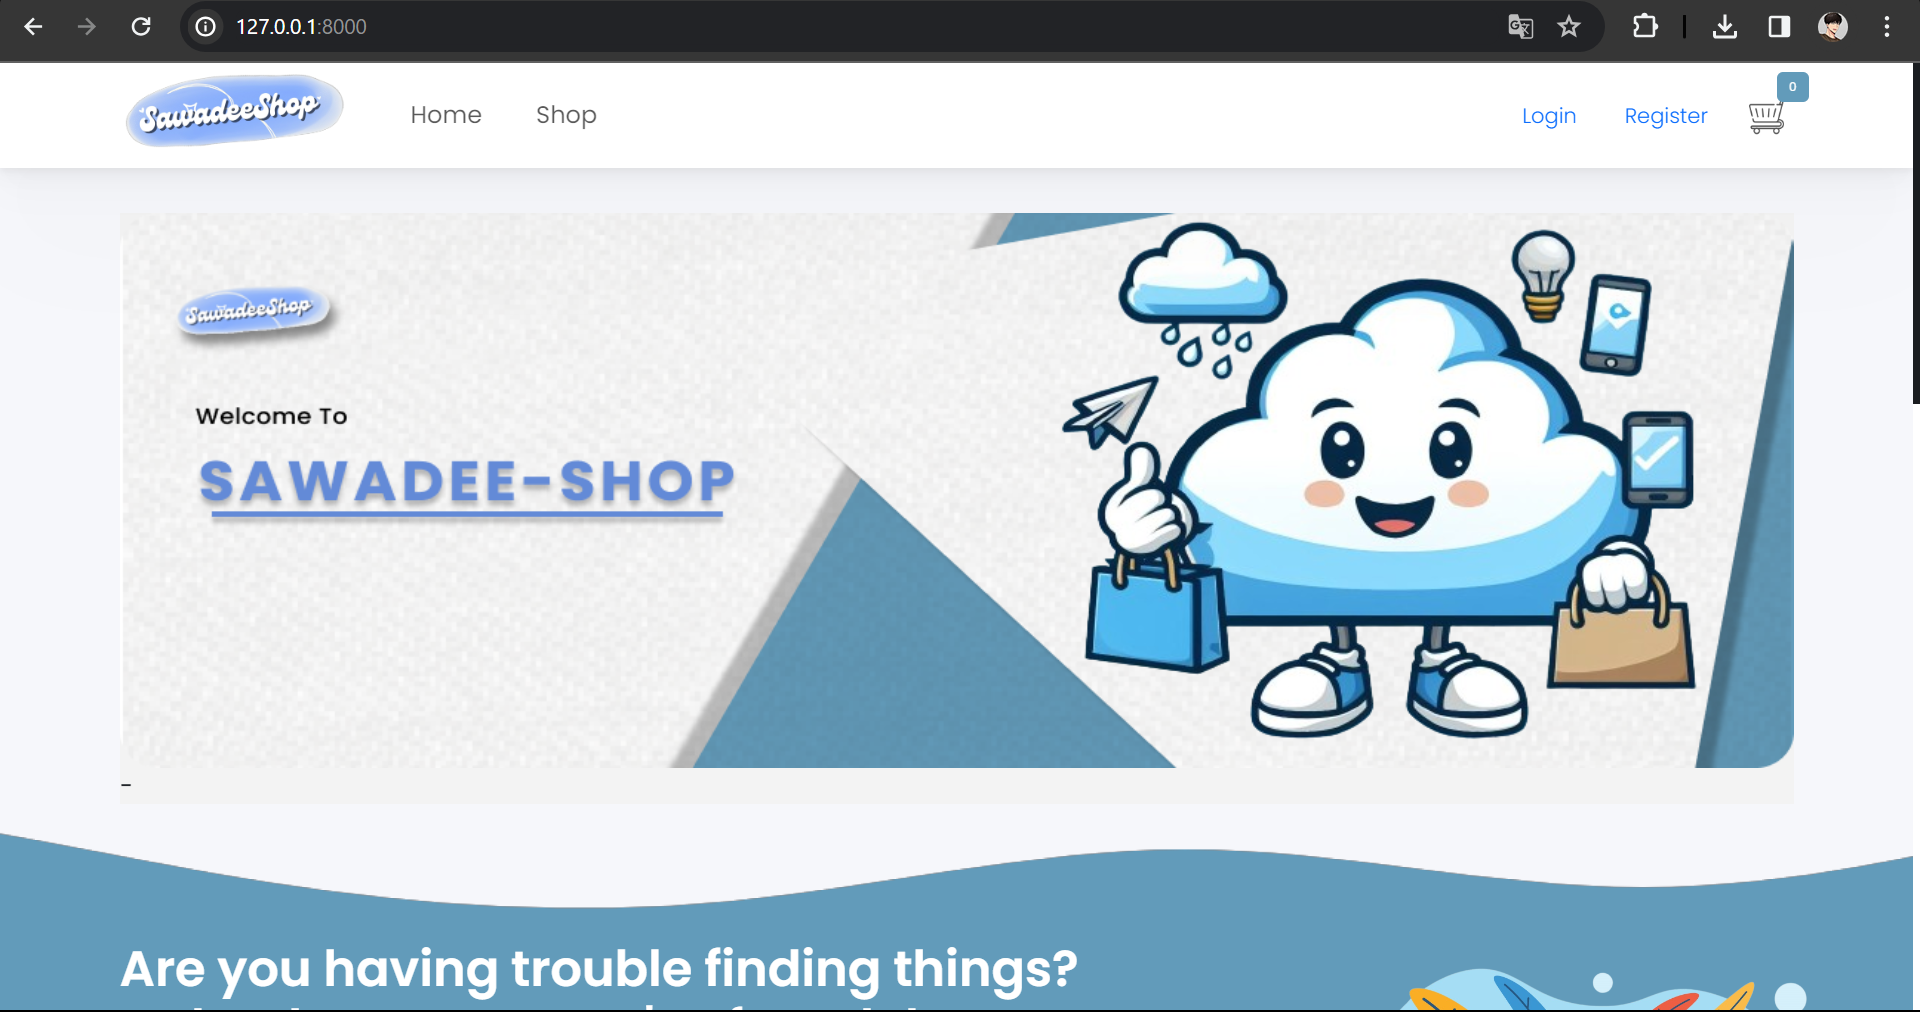 127.0.0.1:8000
SawadeeShop
Home
Shop
Login
Register
0
SawadeeShop
Welcome To
SAWADEE-SHOP
-
Are you having trouble finding things?